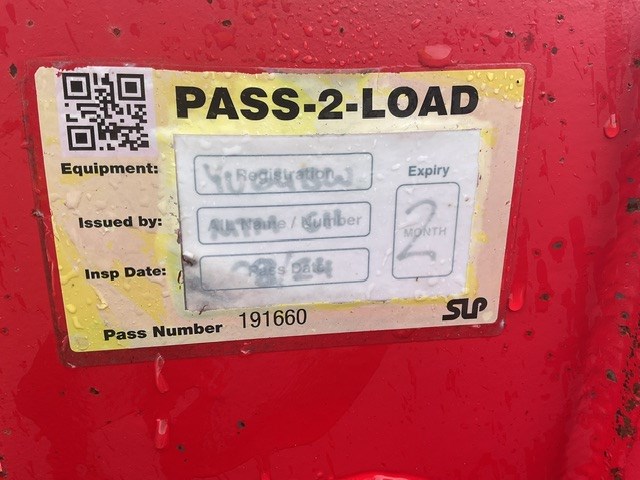 PASS-2-LOAD
Equipment: Registration
Expiry
Issued by: Name / Number
2
MONTH
Insp Date: Pass Date
Pass Number 191660
SLP